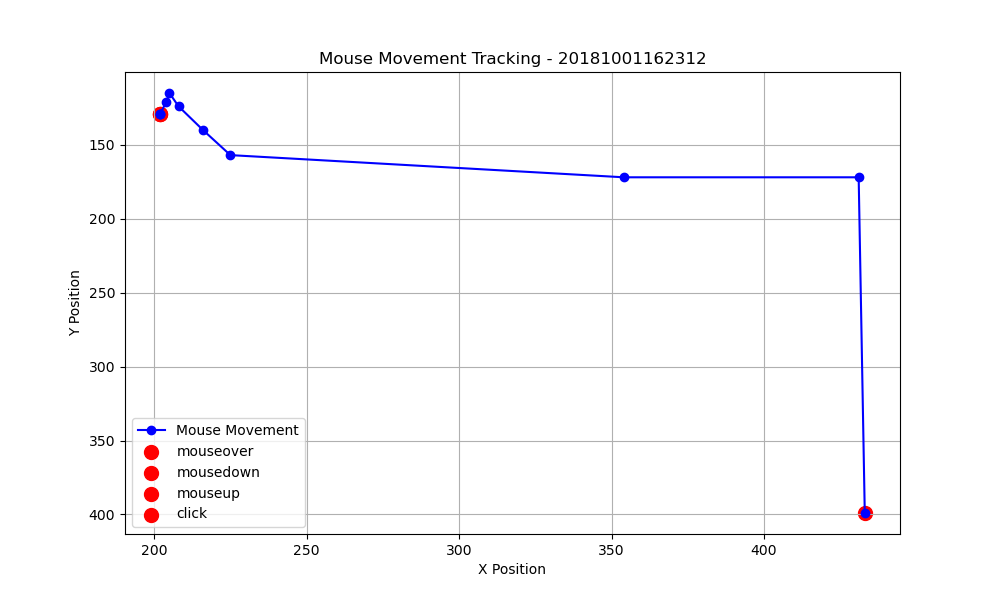 Mouse Movement Tracking - 20181001162312
150
200
250
300
350
400
Y Position
Mouse Movement
mouseover
mousedown
mouseup
click
200 250 300 350 400
X Position